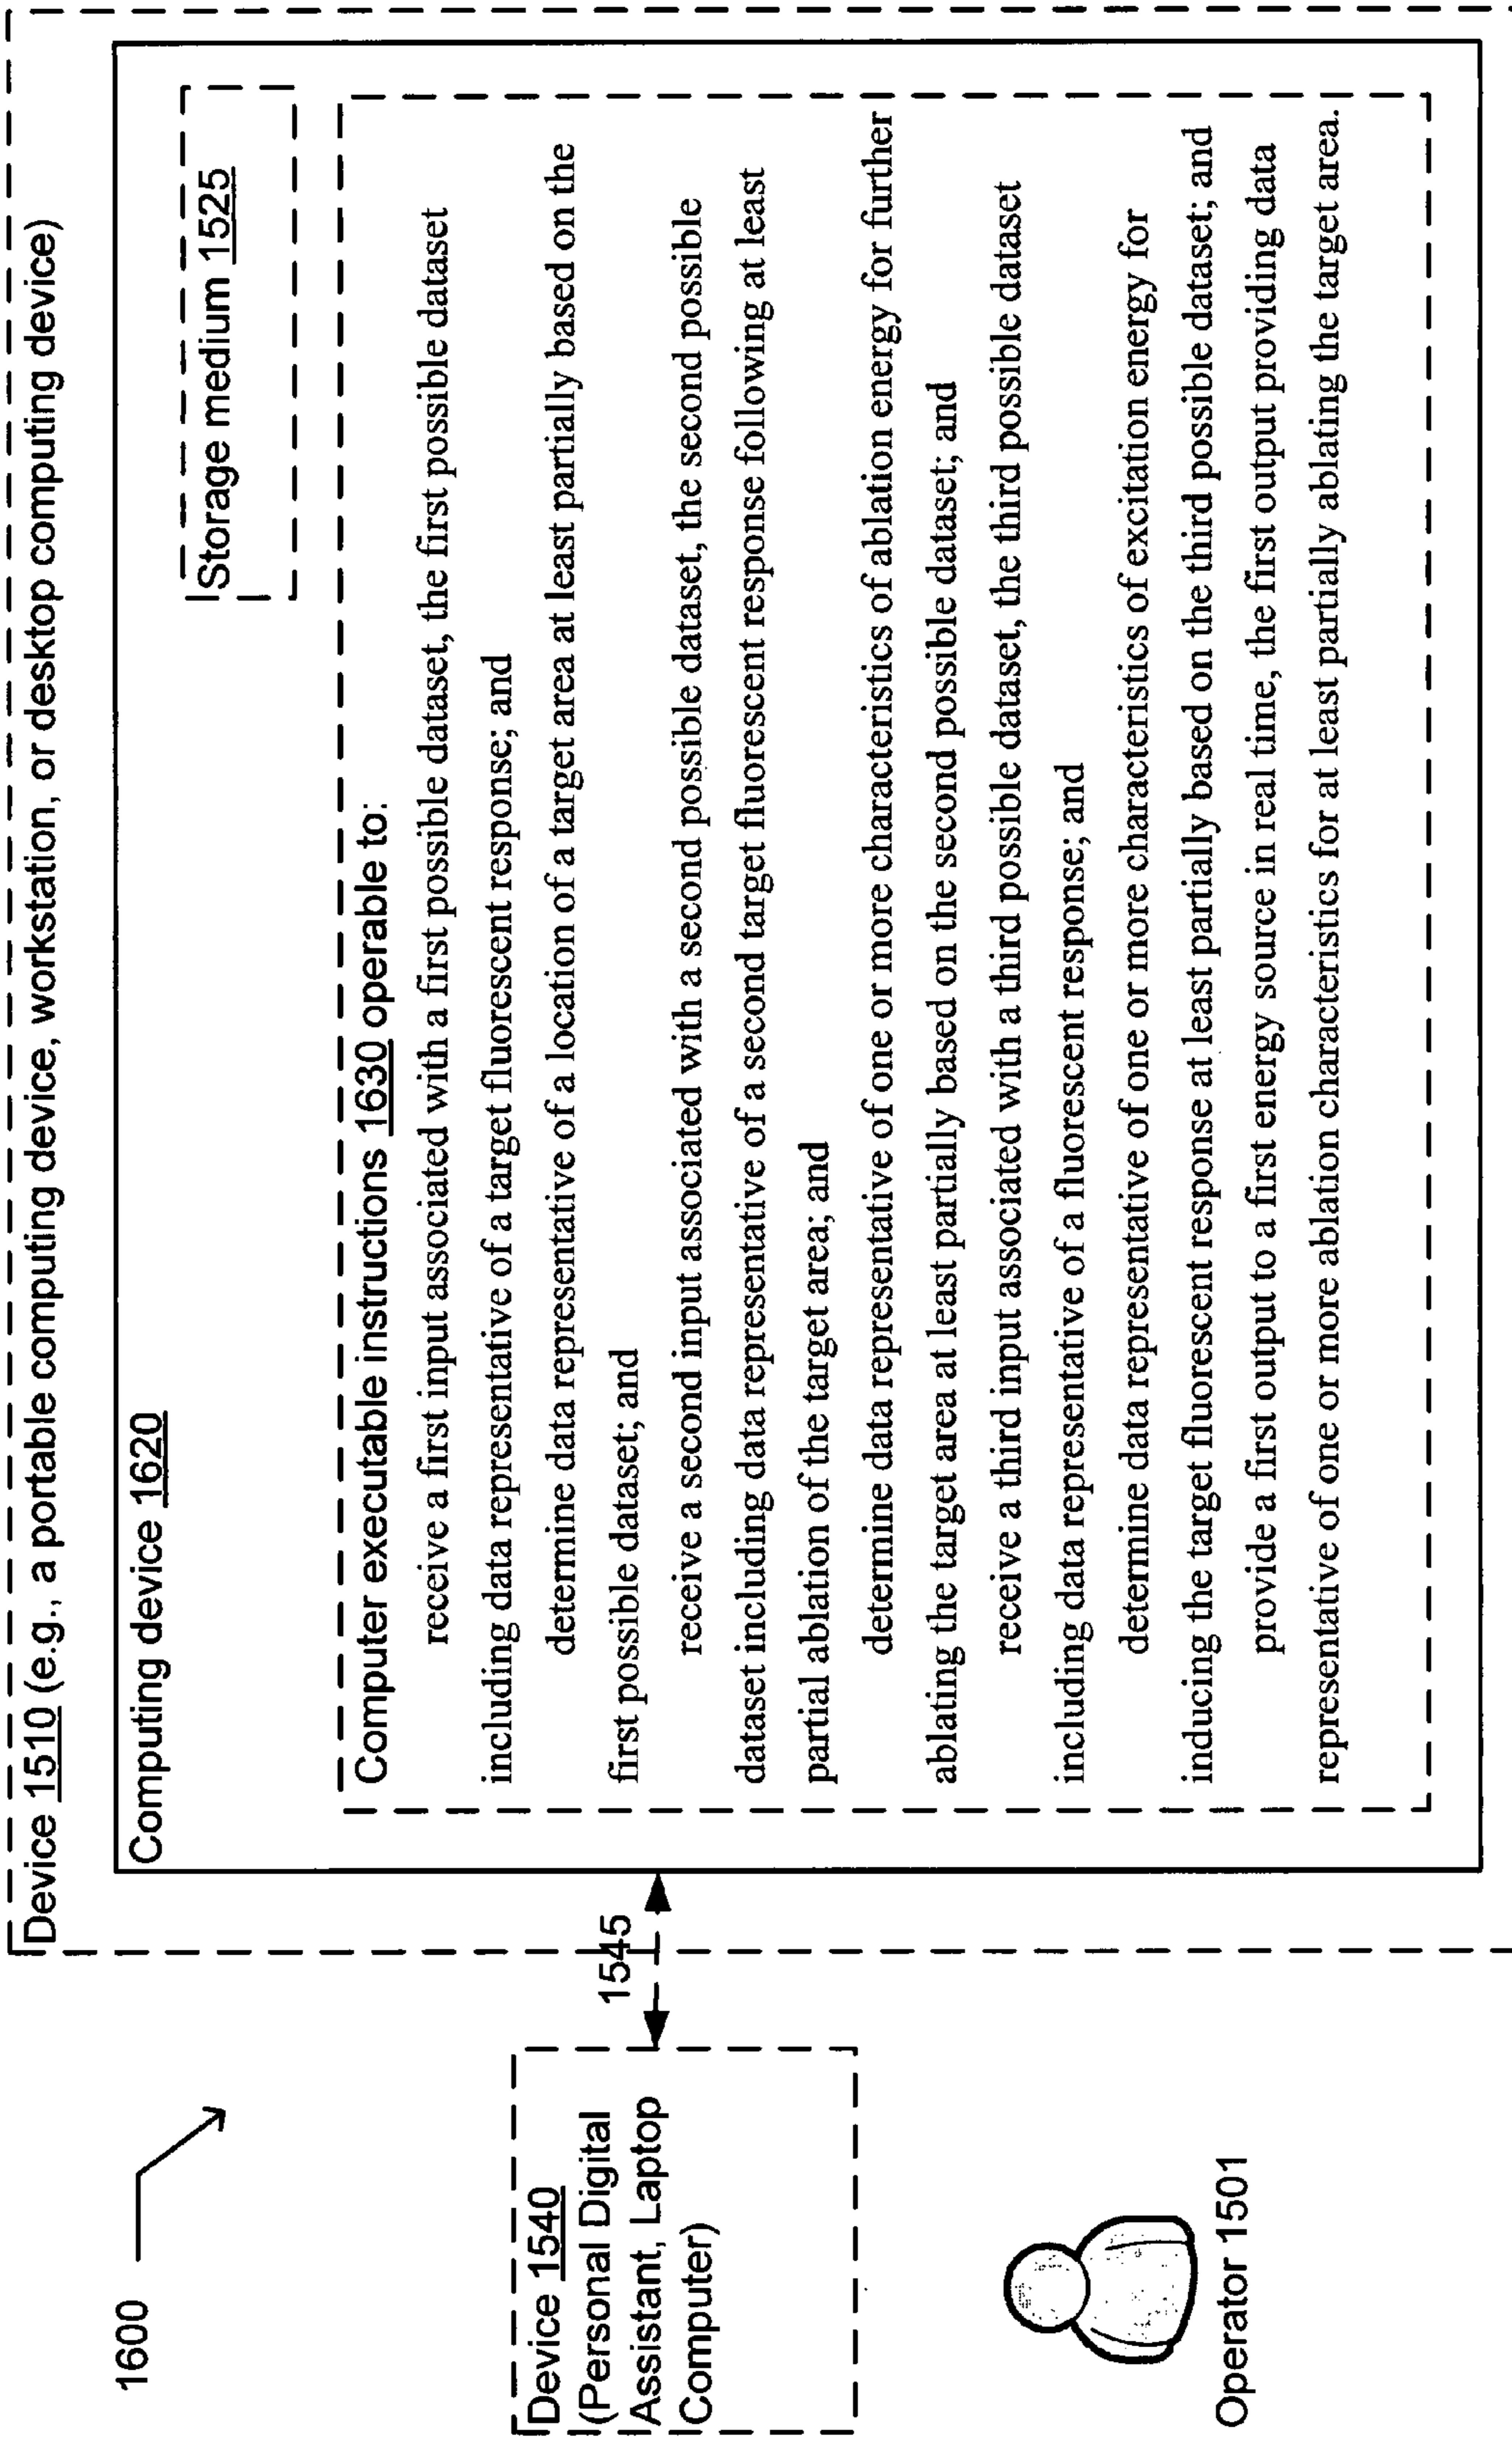 1600
Device 1510 (e.g., a portable computing device, workstation, or desktop computing device)
Computing device 1620
Storage medium 1525
Computer executable instructions 1630 operable to:
receive a first input associated with a first possible dataset, the first possible dataset
including data representative of a target fluorescent response; and
determine data representative of a location of a target area at least partially based on the
first possible dataset; and
receive a second input associated with a second possible dataset, the second possible
dataset including data representative of a second target fluorescent response following at least
partial ablation of the target area; and
determine data representative of one or more characteristics of ablation energy for further
ablating the target area at least partially based on the second possible dataset; and
receive a third input associated with a third possible dataset, the third possible dataset
including data representative of a fluorescent response; and
determine data representative of one or more characteristics of excitation energy for
inducing the target fluorescent response at least partially based on the third possible dataset; and
provide a first output to a first energy source in real time, the first output providing data
representative of one or more ablation characteristics for at least partially ablating the target area.
1545
Device 1540
(Personal Digital
Assistant, Laptop
Computer)
Operator 1501